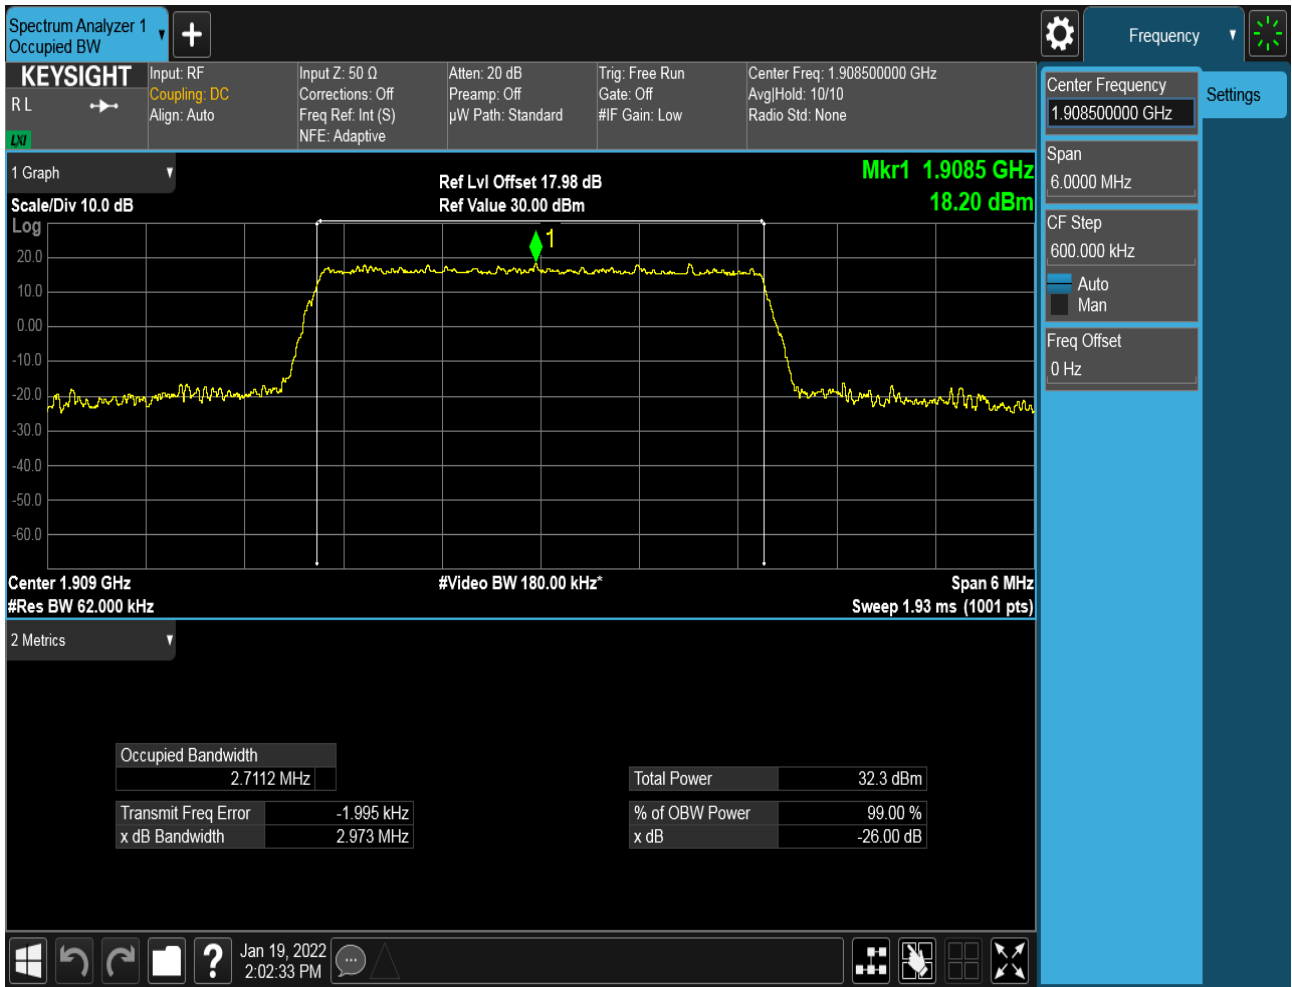 Spectrum Analyzer 1
Occupied BW
Frequency
KEYSIGHT
R L
LXI
Input: RF
Coupling: DC
Align: Auto
Input Z: 50 Ω
Corrections: Off
Freq Ref: Int (S)
NFE: Adaptive
Atten: 20 dB
Preamp: Off
µW Path: Standard
Trig: Free Run
Gate: Off
#IF Gain: Low
Center Freq: 1.908500000 GHz
Avg|Hold: 10/10
Radio Std: None
Center Frequency
1.908500000 GHz
Settings
Span
6.0000 MHz
CF Step
600.000 kHz
Auto
Man
Freq Offset
0 Hz
1 Graph
Scale/Div 10.0 dB
Ref Lvl Offset 17.98 dB
Ref Value 30.00 dBm
Mkr1 1.9085 GHz
18.20 dBm
Log
1
20.0
10.0
0.00
-10.0
-20.0
-30.0
-40.0
-50.0
-60.0
Center 1.909 GHz
#Video BW 180.00 kHz*
Span 6 MHz
#Res BW 62.000 kHz
Sweep 1.93 ms (1001 pts)
2 Metrics
Occupied Bandwidth
2.7112 MHz
Total Power 32.3 dBm
Transmit Freq Error -1.995 kHz
% of OBW Power 99.00 %
x dB Bandwidth 2.973 MHz
x dB -26.00 dB
?
Jan 19, 2022
2:02:33 PM